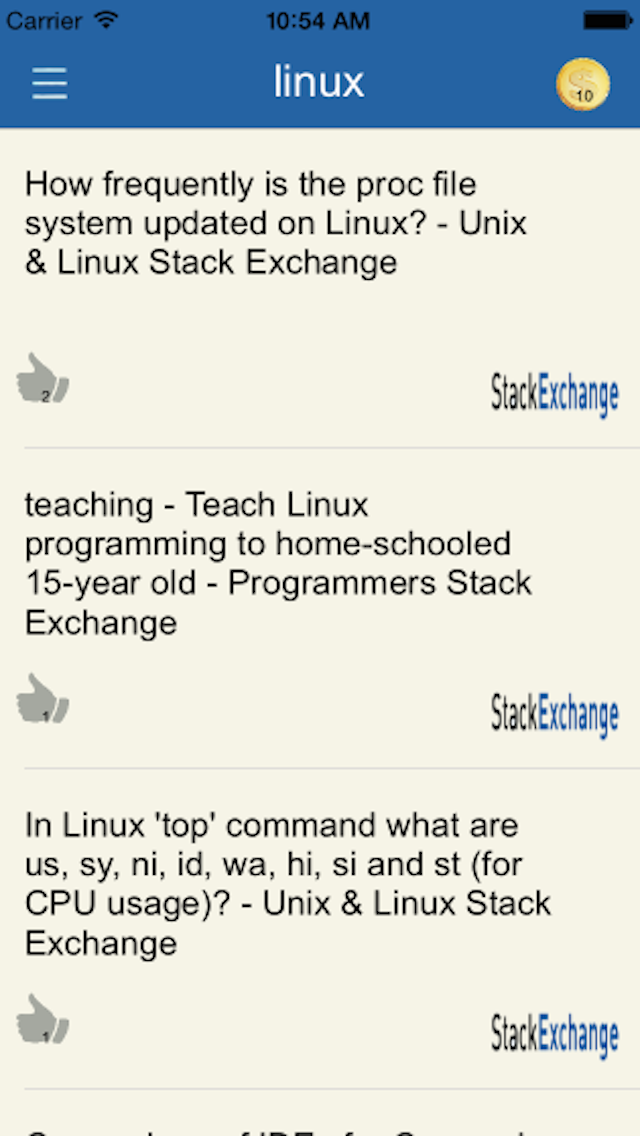 Carrier 10:54 AM
linux
10
How frequently is the proc file
system updated on Linux? - Unix
& Linux Stack Exchange
2
StackExchange
teaching - Teach Linux
programming to home-schooled
15-year old - Programmers Stack
Exchange
1
StackExchange
In Linux 'top' command what are
us, sy, ni, id, wa, hi, si and st (for
CPU usage)? - Unix & Linux Stack
Exchange
1
StackExchange